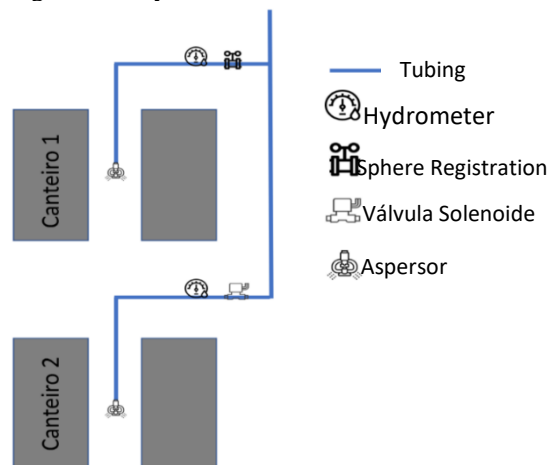 Tubing
Hydrometer
Sphere Registration
Válvula Solenoide
Aspersor
Canteiro 1
Canteiro 2